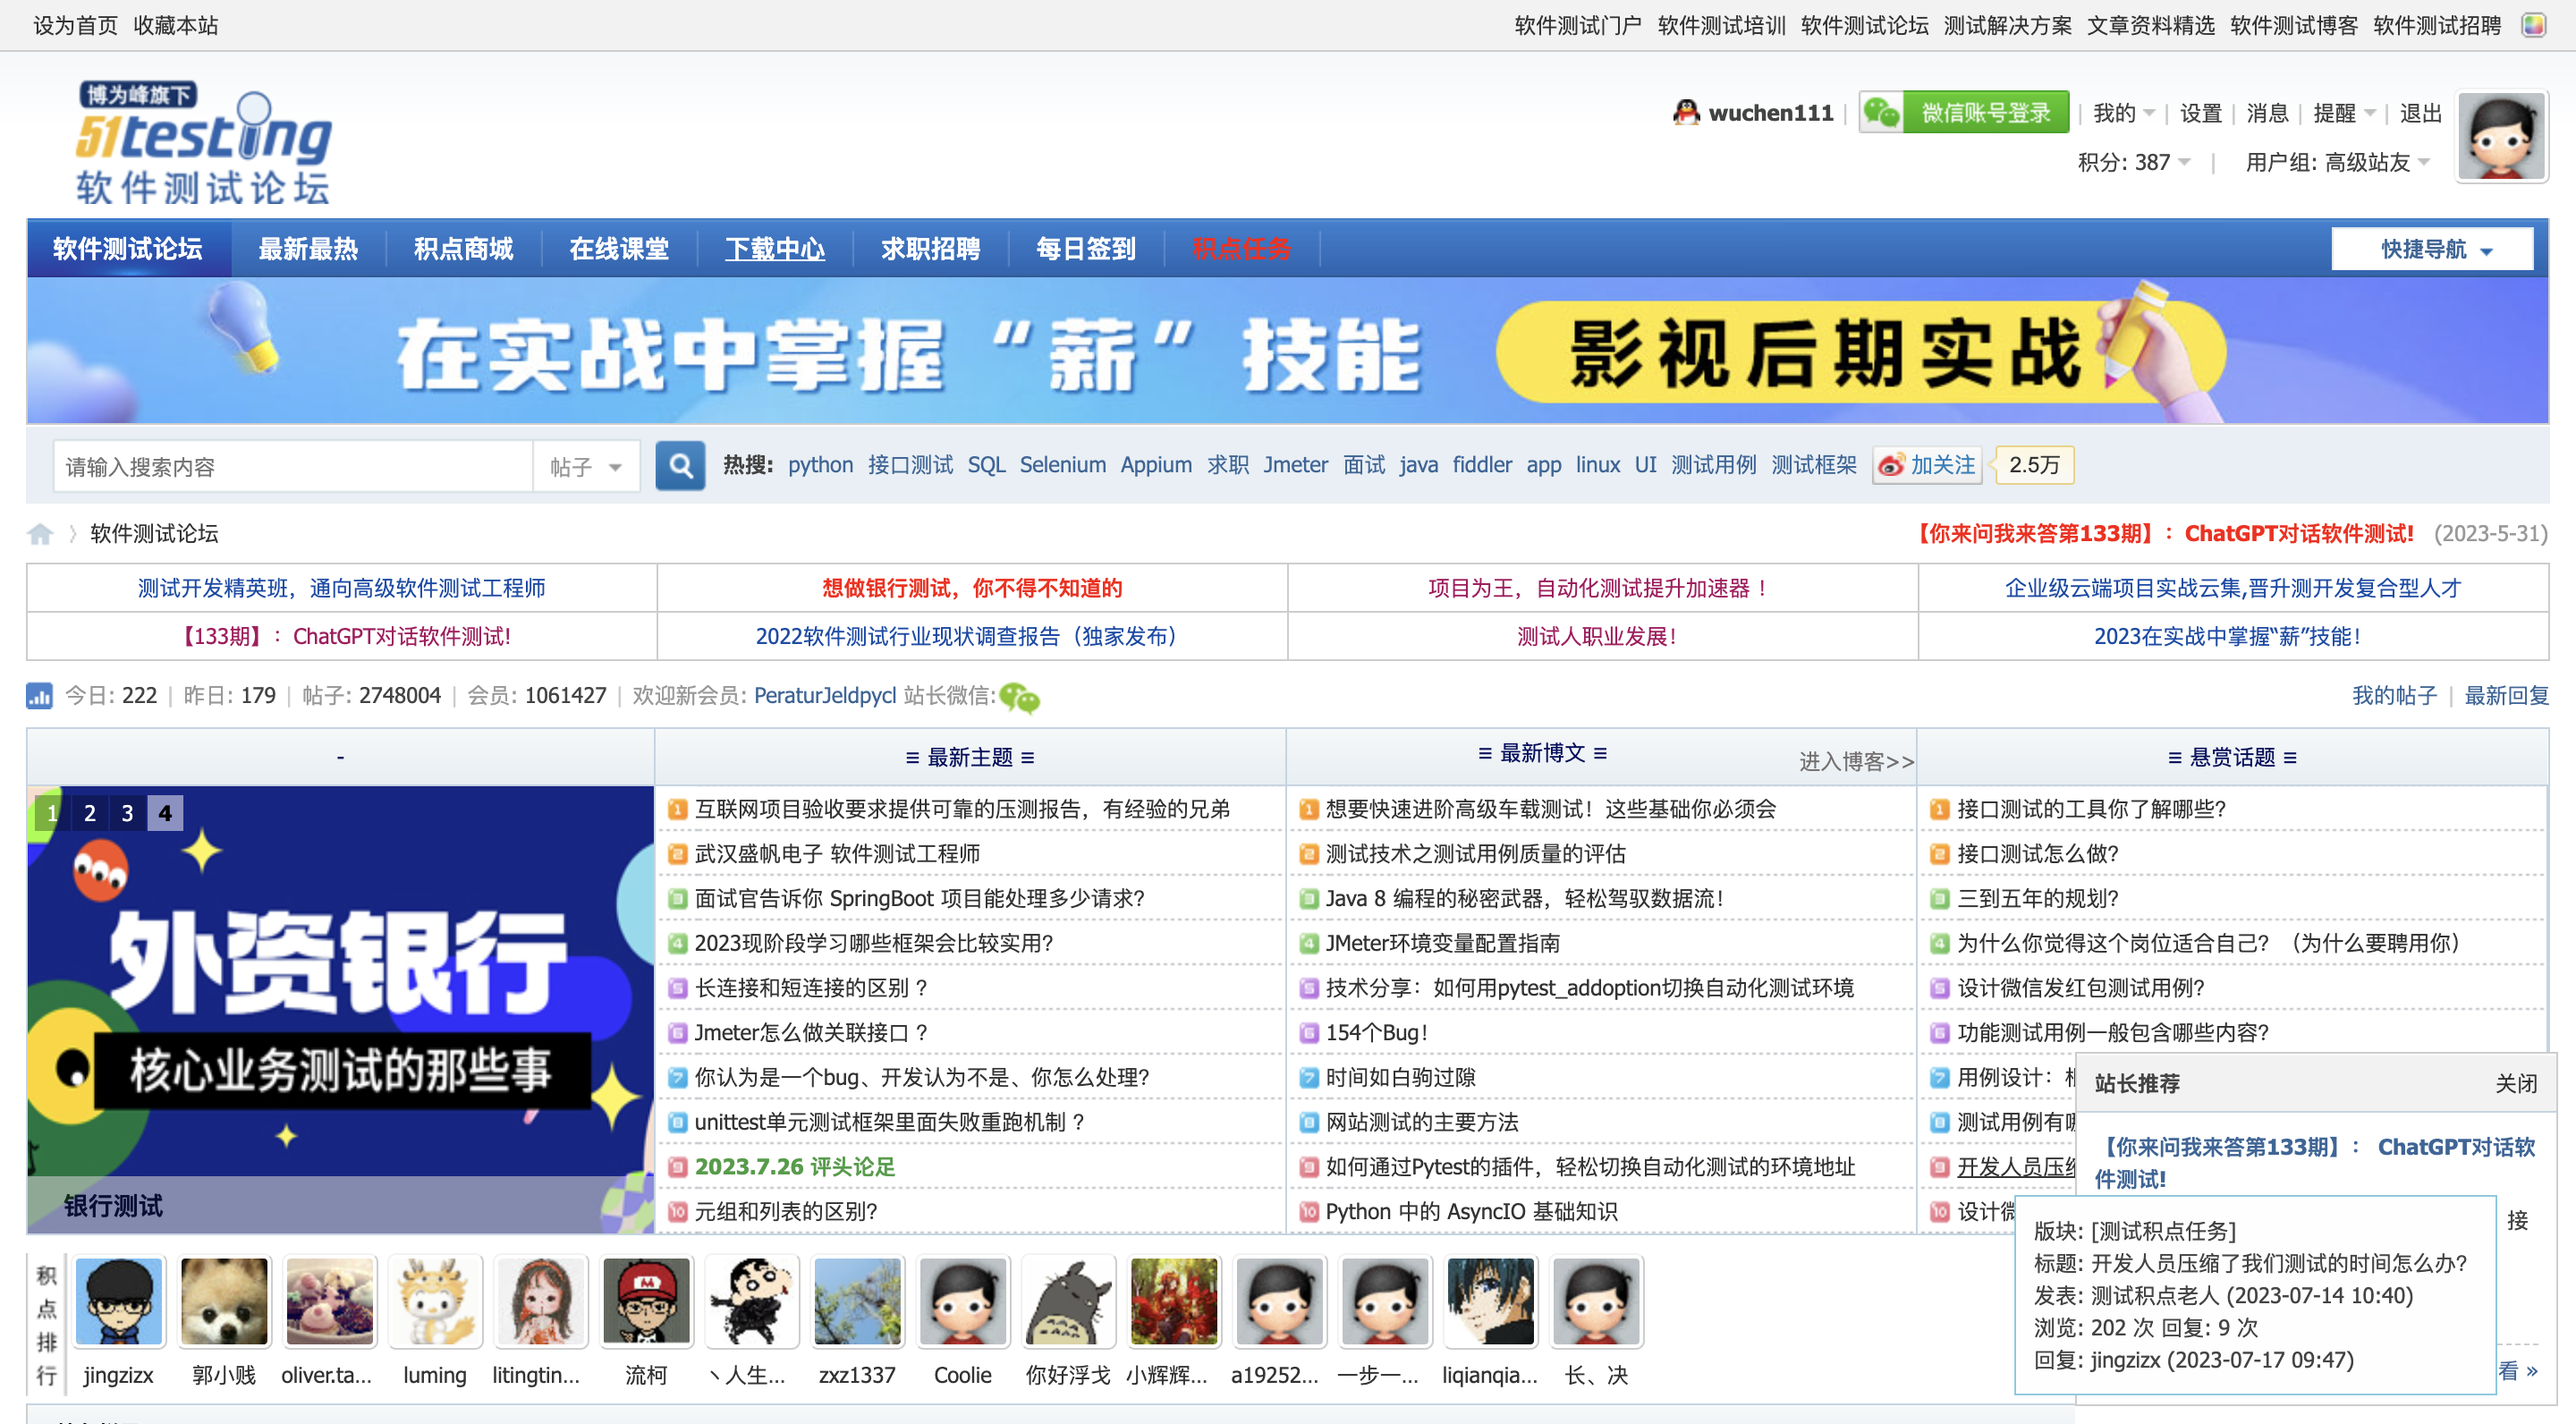 设为首页 收藏本站
软件测试门户 软件测试培训 软件测试论坛 测试解决方案 文章资料精选 软件测试博客 软件测试招聘
博为峰旗下
51testing
软件测试论坛
wuchen111 | 微信账号登录 | 我的 | 设置 | 消息 | 提醒 | 退出
积分: 387 | 用户组: 高级站友
软件测试论坛 最新最热 积点商城 在线课堂 下载中心 求职招聘 每日签到 积点任务 快捷导航
在实战中掌握“薪”技能 影视后期实战
请输入搜索内容 帖子 热搜: python 接口测试 SQL Selenium Appium 求职 Jmeter 面试 java fiddler app linux UI 测试用例 测试框架 加关注 2.5万
软件测试论坛
【你来问我来答第133期】：ChatGPT对话软件测试! (2023-5-31)
测试开发精英班，通向高级软件测试工程师 想做银行测试，你不得不知道的 项目为王，自动化测试提升加速器 ! 企业级云端项目实战云集,晋升测开发复合型人才
【133期】：ChatGPT对话软件测试! 2022软件测试行业现状调查报告（独家发布） 测试人职业发展! 2023在实战中掌握“薪”技能!
今日: 222 | 昨日: 179 | 帖子: 2748004 | 会员: 1061427 | 欢迎新会员: PeraturJeldpycl 站长微信:
我的帖子 | 最新回复
-
1 2 3 4
外资银行
核心业务测试的那些事
银行测试
≡ 最新主题 ≡
1 互联网项目验收要求提供可靠的压测报告，有经验的兄弟
2 武汉盛帆电子 软件测试工程师
3 面试官告诉你 SpringBoot 项目能处理多少请求?
4 2023现阶段学习哪些框架会比较实用?
5 长连接和短连接的区别 ?
6 Jmeter怎么做关联接口 ?
7 你认为是一个bug、开发认为不是、你怎么处理?
8 unittest单元测试框架里面失败重跑机制 ?
9 2023.7.26 评头论足
10 元组和列表的区别?
≡ 最新博文 ≡ 进入博客>>
1 想要快速进阶高级车载测试！这些基础你必须会
2 测试技术之测试用例质量的评估
3 Java 8 编程的秘密武器，轻松驾驭数据流!
4 JMeter环境变量配置指南
5 技术分享：如何用pytest_addoption切换自动化测试环境
6 154个Bug!
7 时间如白驹过隙
8 网站测试的主要方法
9 如何通过Pytest的插件，轻松切换自动化测试的环境地址
10 Python 中的 AsyncIO 基础知识
≡ 悬赏话题 ≡
1 接口测试的工具你了解哪些?
2 接口测试怎么做?
3 三到五年的规划?
4 为什么你觉得这个岗位适合自己? （为什么要聘用你）
5 设计微信发红包测试用例?
6 功能测试用例一般包含哪些内容?
7 用例设计：
8 测试用例有
9 开发人员压
10 设计
站长推荐 关闭
【你来问我来答第133期】：ChatGPT对话软
件测试!
接
版块: [测试积点任务]
标题: 开发人员压缩了我们测试的时间怎么办?
发表: 测试积点老人 (2023-07-14 10:40)
浏览: 202 次 回复: 9 次
回复: jingzizx (2023-07-17 09:47)
看 »
积点排行
jingzizx 郭小贱 oliver.ta... luming litingtin... 流柯 丶人生... zxz1337 Coolie 你好浮戈 小辉辉... a19252... 一步一... liqianqia... 长、决